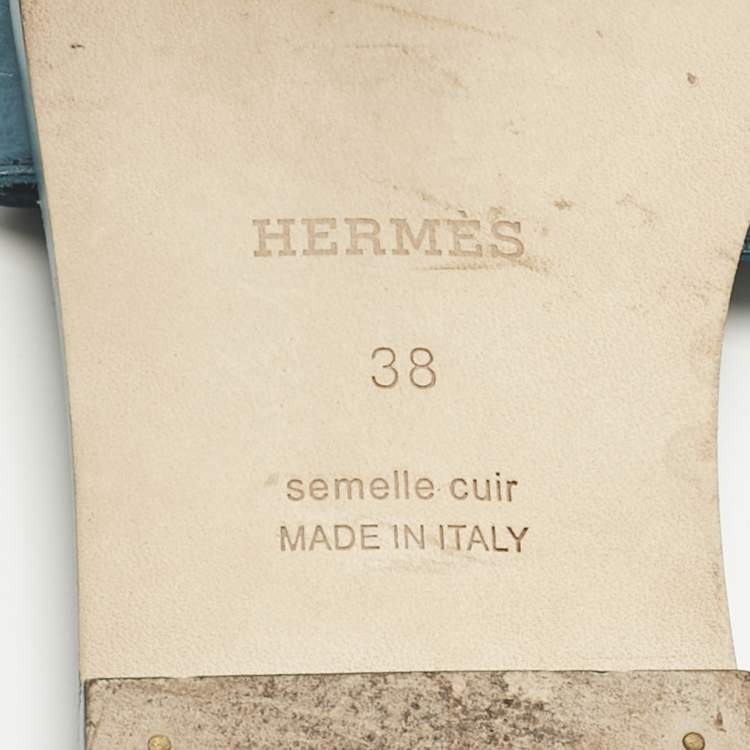 HERMÈS
38
semelle cuir
MADE IN ITALY